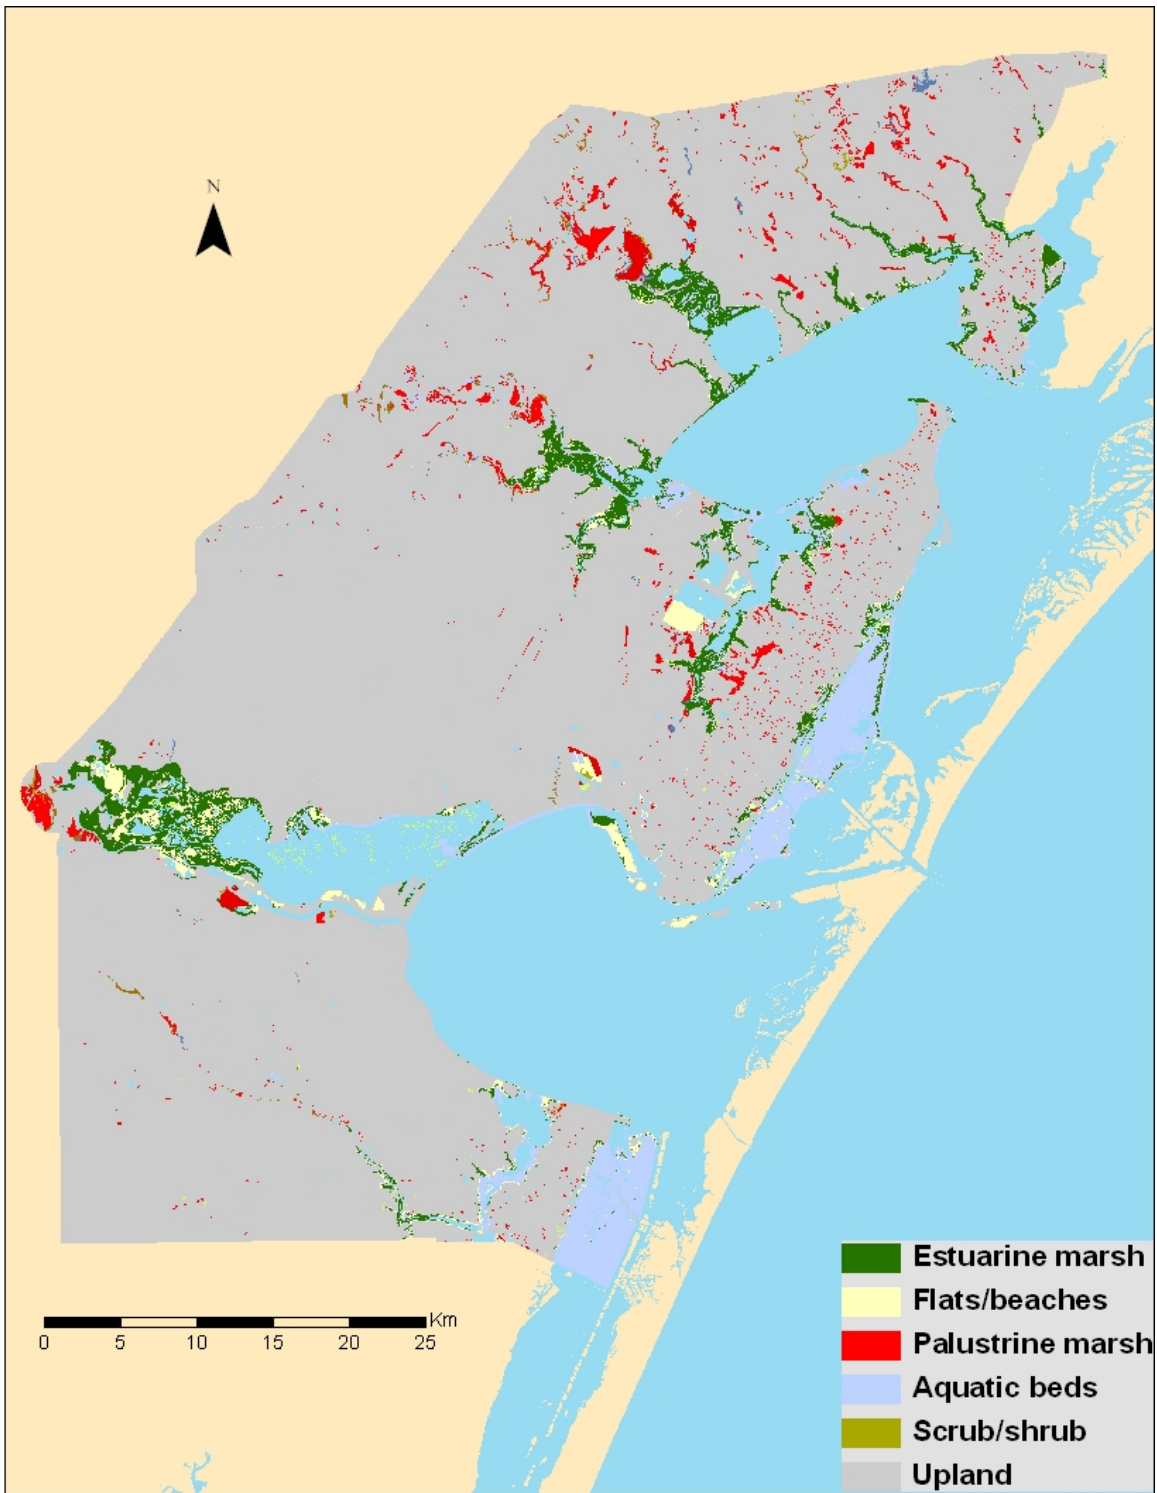 N
Estuarine marsh
Flats/beaches
Palustrine marsh
Aquatic beds
Scrub/shrub
Upland
Km
0 5 10 15 20 25